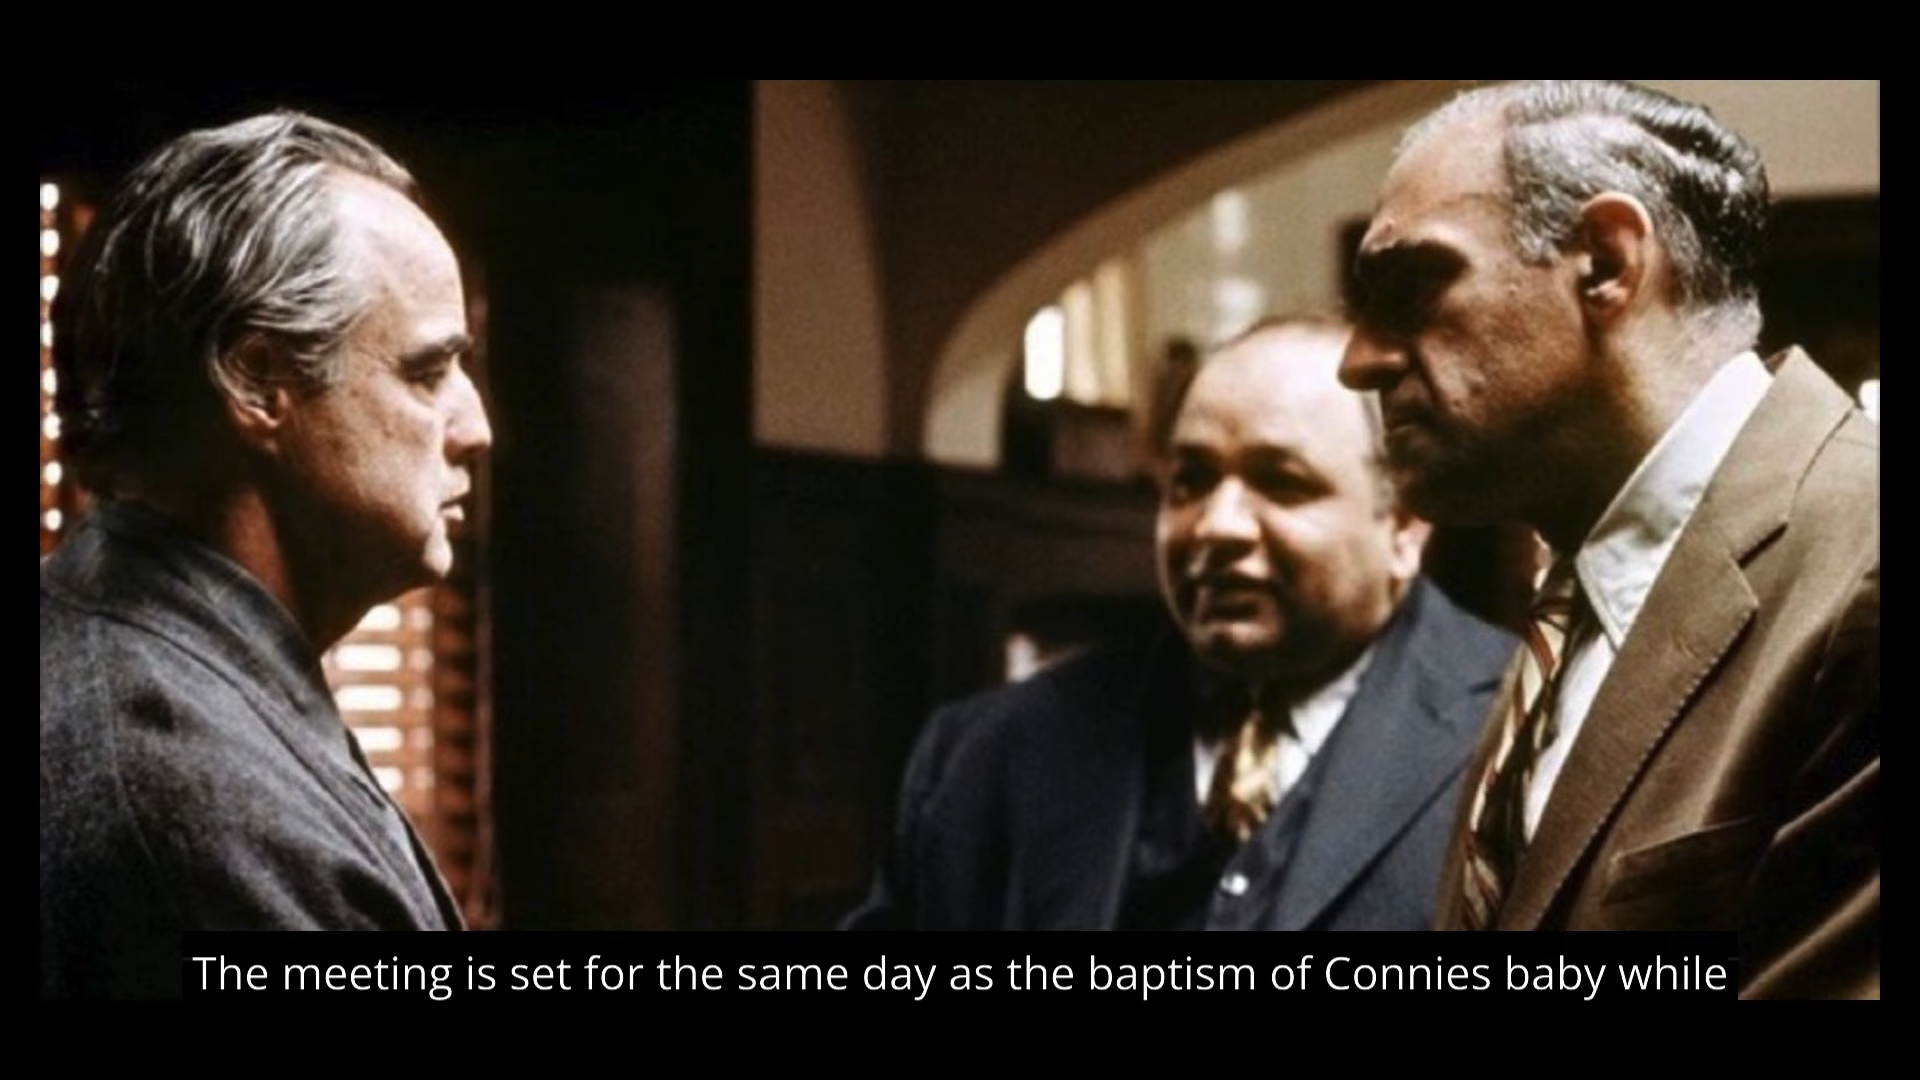 The meeting is set for the same day as the baptism of Connies baby while